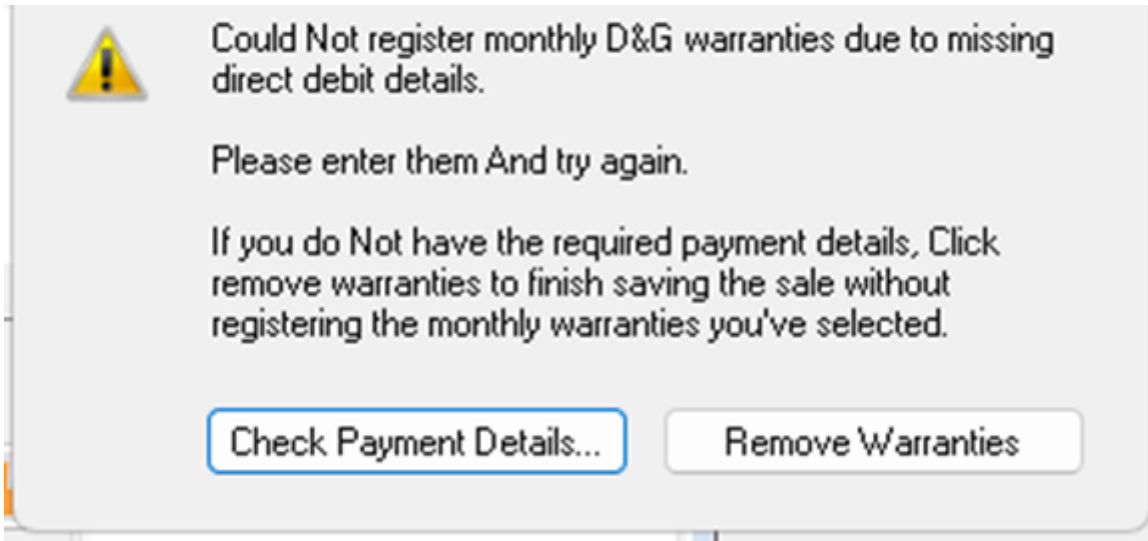 Could Not register monthly D&G warranties due to missing
direct debit details.
Please enter them And try again.
If you do Not have the required payment details, Click
remove warranties to finish saving the sale without
registering the monthly warranties you've selected.
Check Payment Details...
Remove Warranties